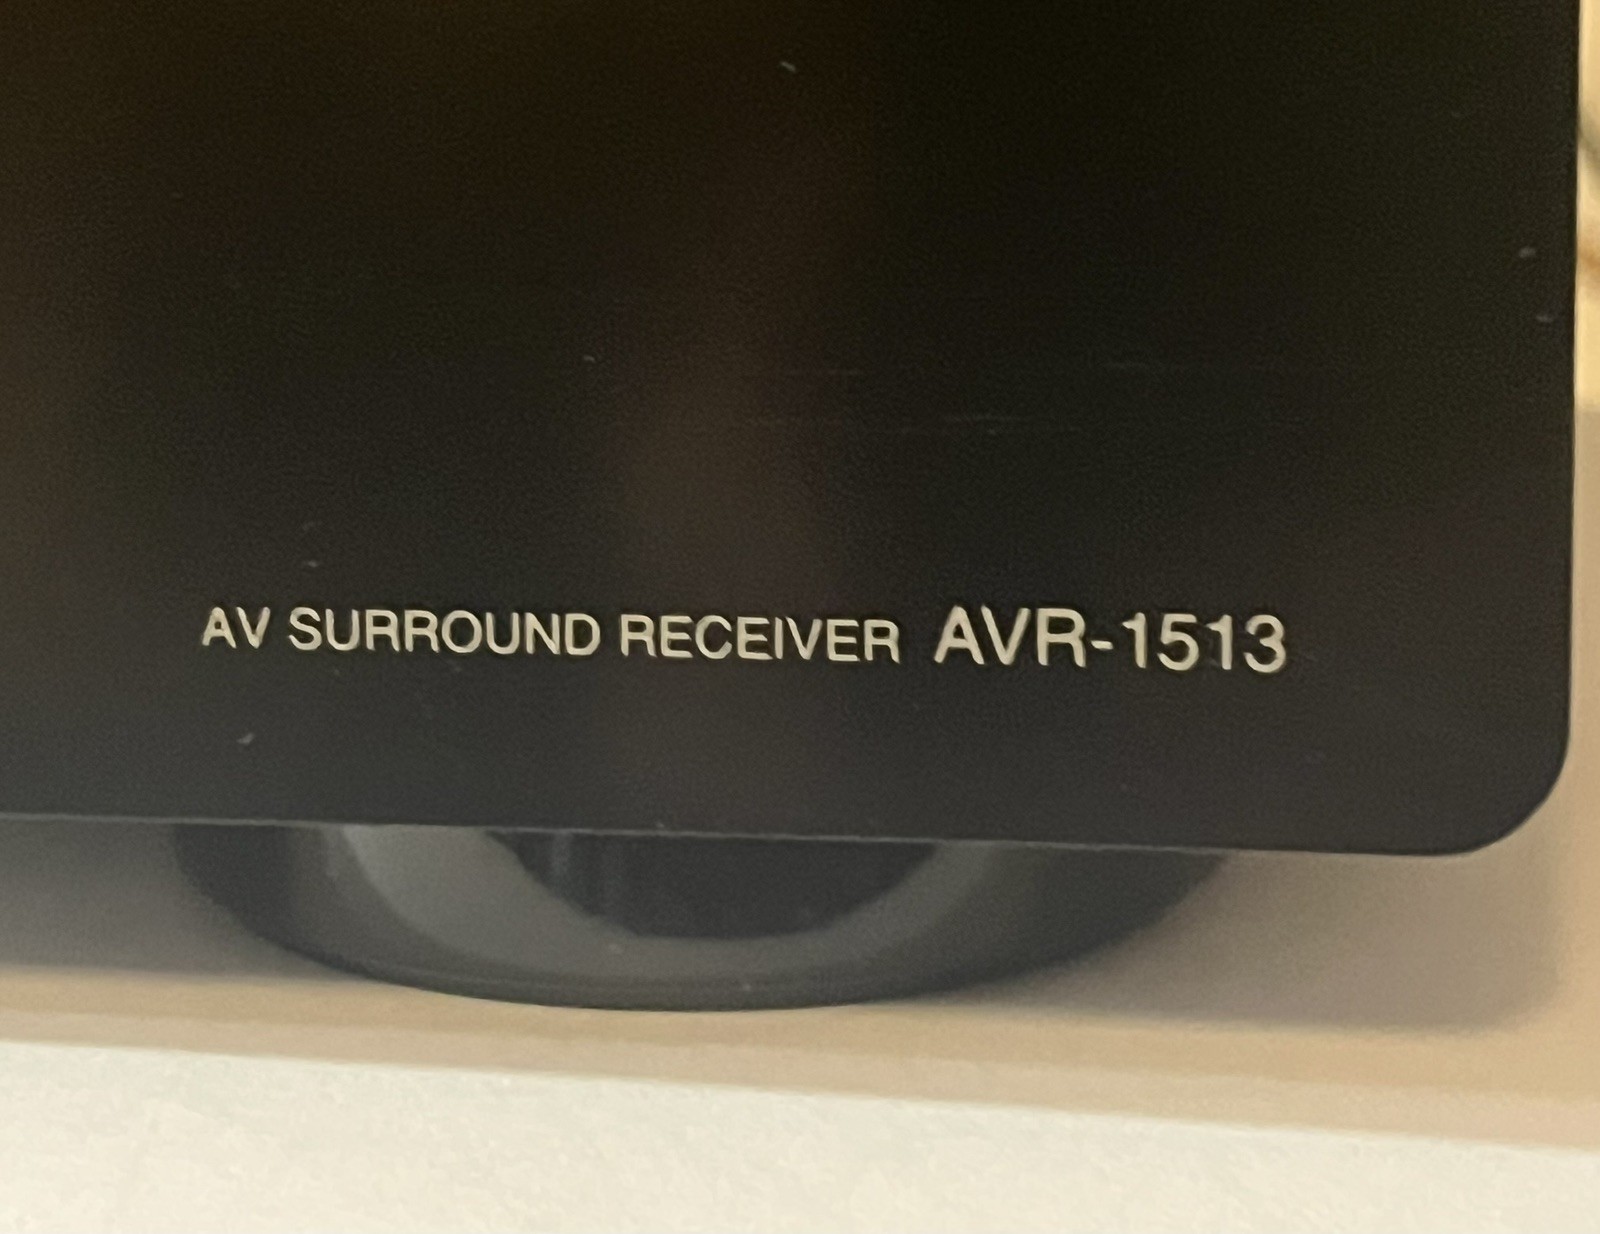 AV SURROUND RECEIVER AVR-1513